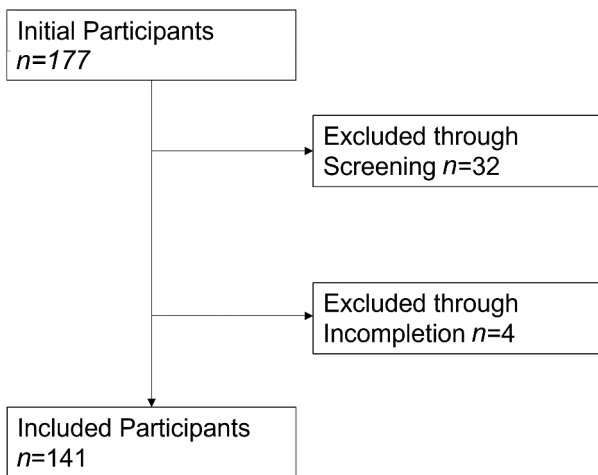 Initial Participants
n=177
Excluded through
Screening n=32
Excluded through
Incompletion n=4
Included Participants
n=141